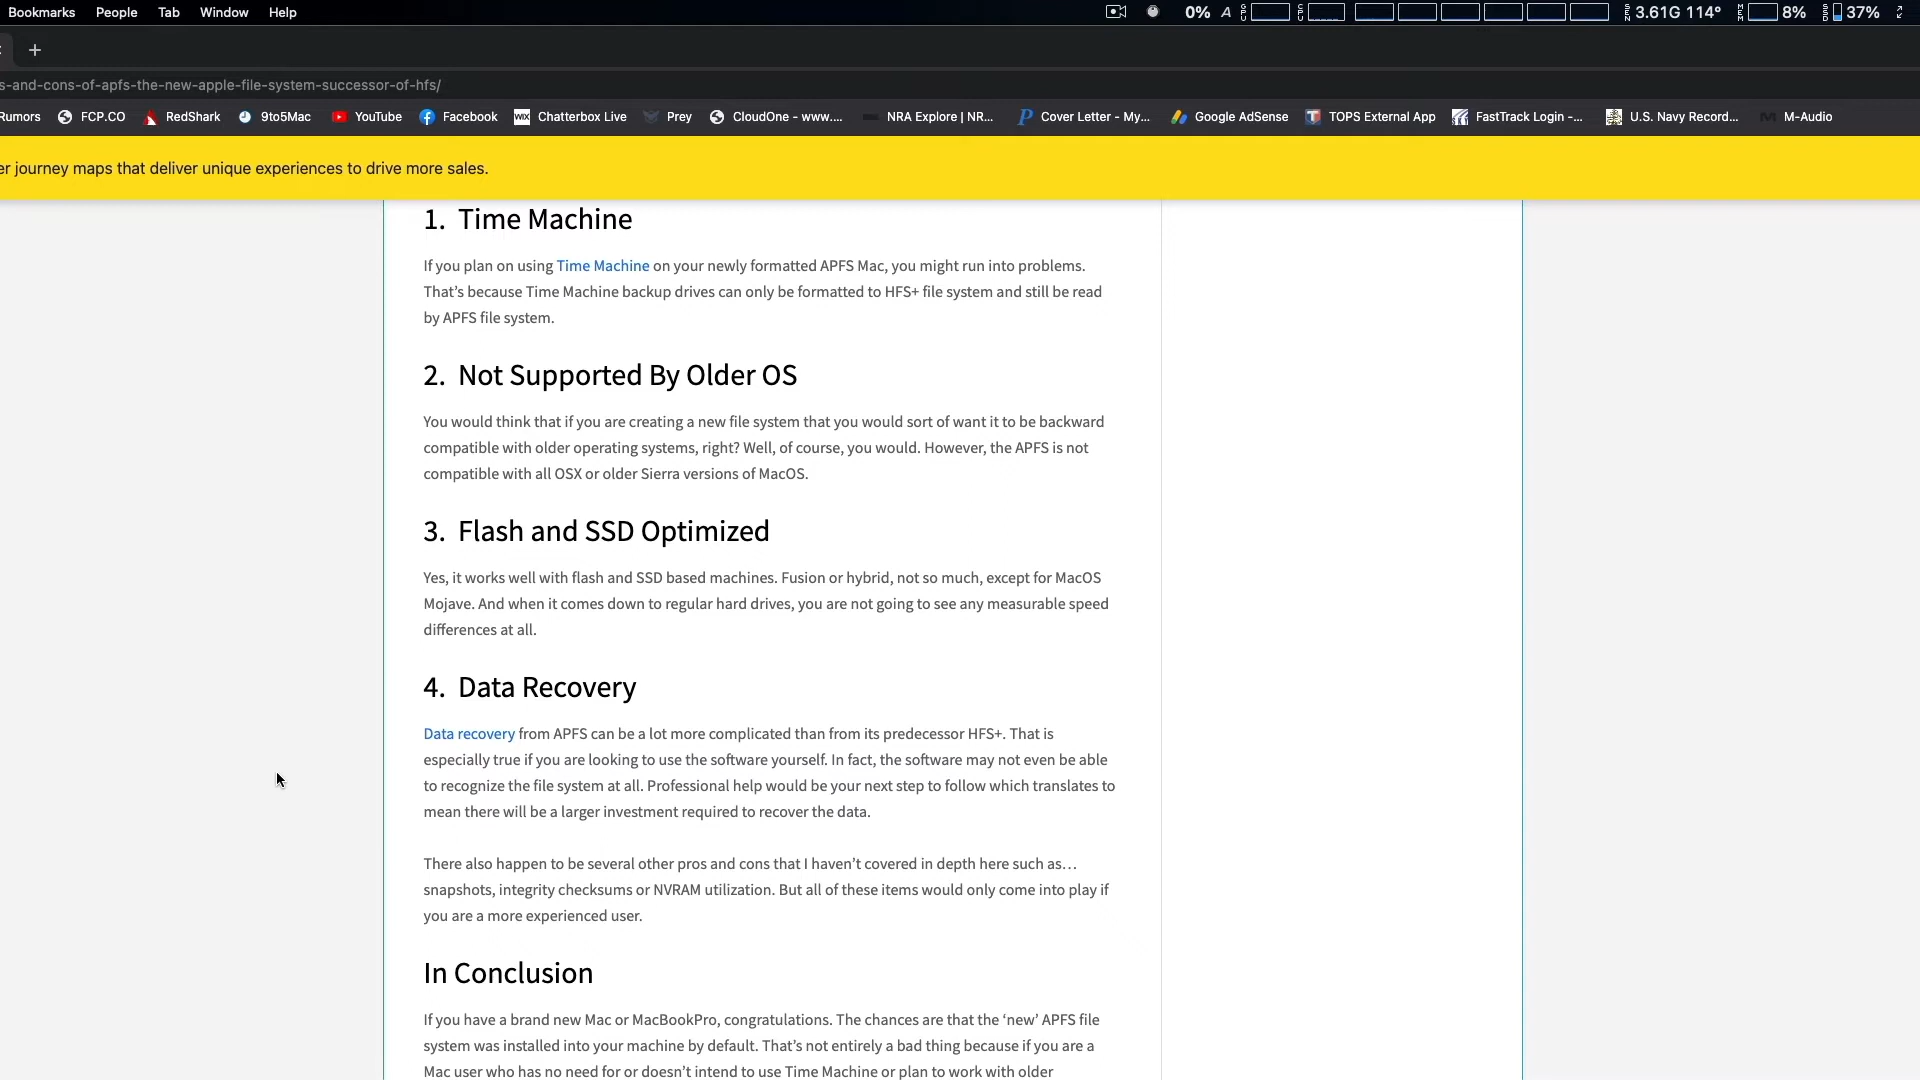 Bookmarks People Tab Window Help 0% A 3.61G 114° 8% 37%
+
s-and-cons-of-apfs-the-new-apple-file-system-successor-of-hfs/
Rumors FCP.CO RedShark 9to5Mac YouTube Facebook WIX Chatterbox Live Prey CloudOne - www.... NRA Explore | NR... Cover Letter - My... Google AdSense TOPS External App FastTrack Login -... U.S. Navy Record... M-Audio
er journey maps that deliver unique experiences to drive more sales.
1. Time Machine
If you plan on using Time Machine on your newly formatted APFS Mac, you might run into problems.
That’s because Time Machine backup drives can only be formatted to HFS+ file system and still be read
by APFS file system.
2. Not Supported By Older OS
You would think that if you are creating a new file system that you would sort of want it to be backward
compatible with older operating systems, right? Well, of course, you would. However, the APFS is not
compatible with all OSX or older Sierra versions of MacOS.
3. Flash and SSD Optimized
Yes, it works well with flash and SSD based machines. Fusion or hybrid, not so much, except for MacOS
Mojave. And when it comes down to regular hard drives, you are not going to see any measurable speed
differences at all.
4. Data Recovery
Data recovery from APFS can be a lot more complicated than from its predecessor HFS+. That is
especially true if you are looking to use the software yourself. In fact, the software may not even be able
to recognize the file system at all. Professional help would be your next step to follow which translates to
mean there will be a larger investment required to recover the data.
There also happen to be several other pros and cons that I haven’t covered in depth here such as…
snapshots, integrity checksums or NVRAM utilization. But all of these items would only come into play if
you are a more experienced user.
In Conclusion
If you have a brand new Mac or MacBookPro, congratulations. The chances are that the ‘new’ APFS file
system was installed into your machine by default. That’s not entirely a bad thing because if you are a
Mac user who has no need for or doesn’t intend to use Time Machine or plan to work with older